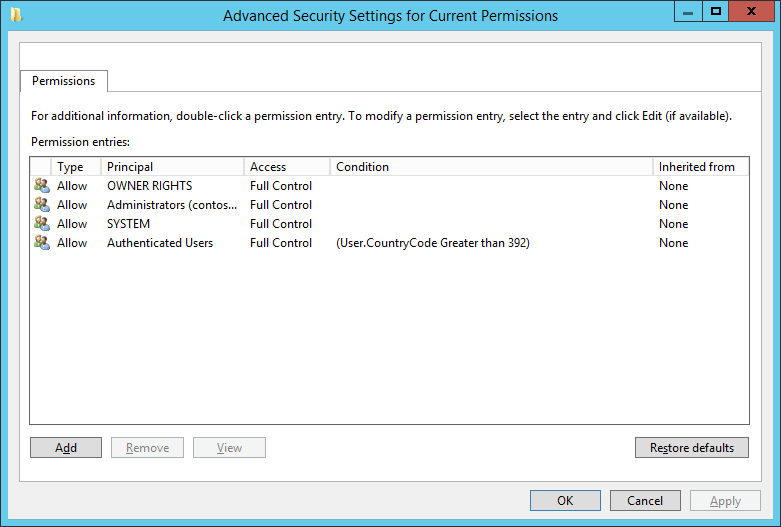 Advanced Security Settings for Current Permissions
Permissions
For additional information, double-click a permission entry. To modify a permission entry, select the entry and click Edit (if available).
Permission entries:
Type Principal Access Condition Inherited from
Allow OWNER RIGHTS Full Control None
Allow Administrators (contos... Full Control None
Allow SYSTEM Full Control None
Allow Authenticated Users Full Control (User.CountryCode Greater than 392) None
Add Remove View Restore defaults
OK Cancel Apply